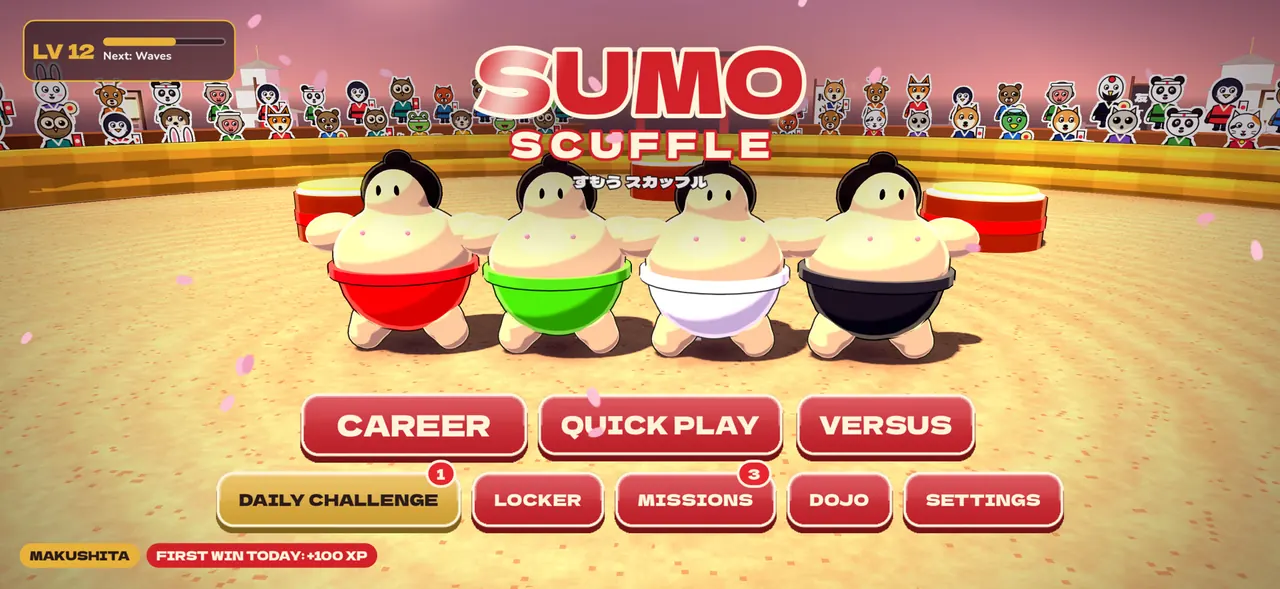 LV 12
Next: Waves
SUMO
SCUFFLE
すもう スカッフル
CAREER
QUICK PLAY
VERSUS
DAILY CHALLENGE
1
LOCKER
MISSIONS
3
DOJO
SETTINGS
MAKUSHITA
FIRST WIN TODAY: +100 XP